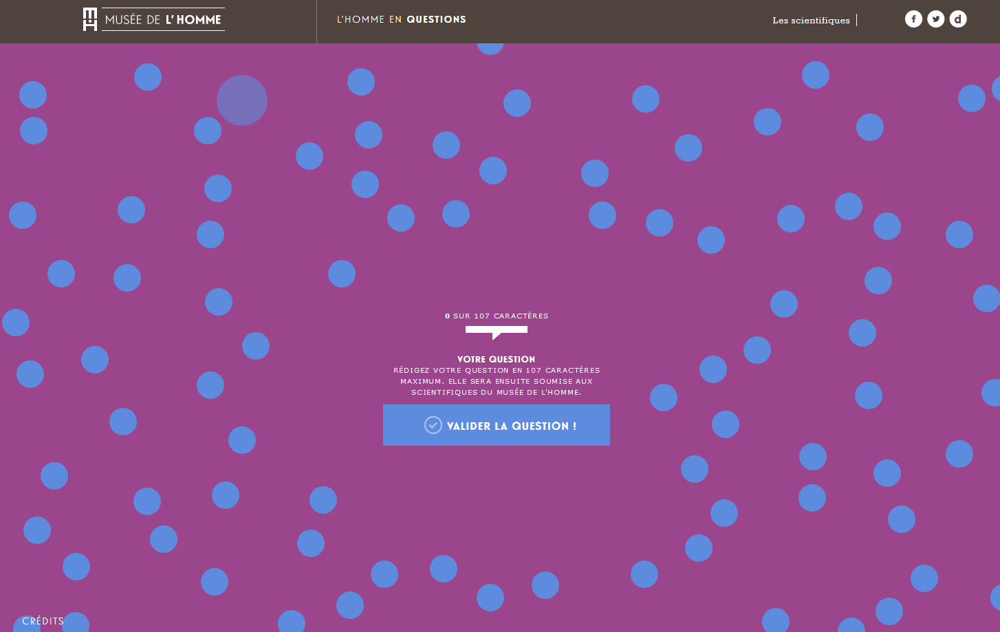 MUSÉE DE L'HOMME
L'HOMME EN QUESTIONS
Les scientifiques
0 SUR 107 CARACTÈRES
VOTRE QUESTION
RÉDIGEZ VOTRE QUESTION EN 107 CARACTÈRES
MAXIMUM. ELLE SERA ENSUITE SOUMISE AUX
SCIENTIFIQUES DU MUSÉE DE L'HOMME.
VALIDER LA QUESTION !
CRÉDITS